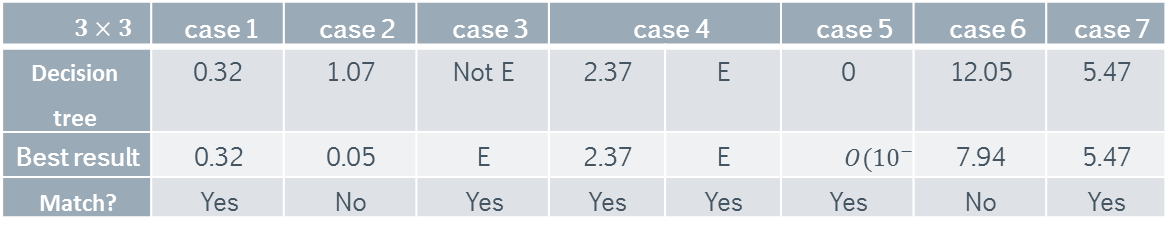 3 × 3 case 1 case 2 case 3 case 4 case 5 case 6 case 7
Decision tree 0.32 1.07 Not E 2.37 E 0 12.05 5.47
Best result 0.32 0.05 E 2.37 E O(10⁻ 7.94 5.47
Match? Yes No Yes Yes Yes Yes No Yes